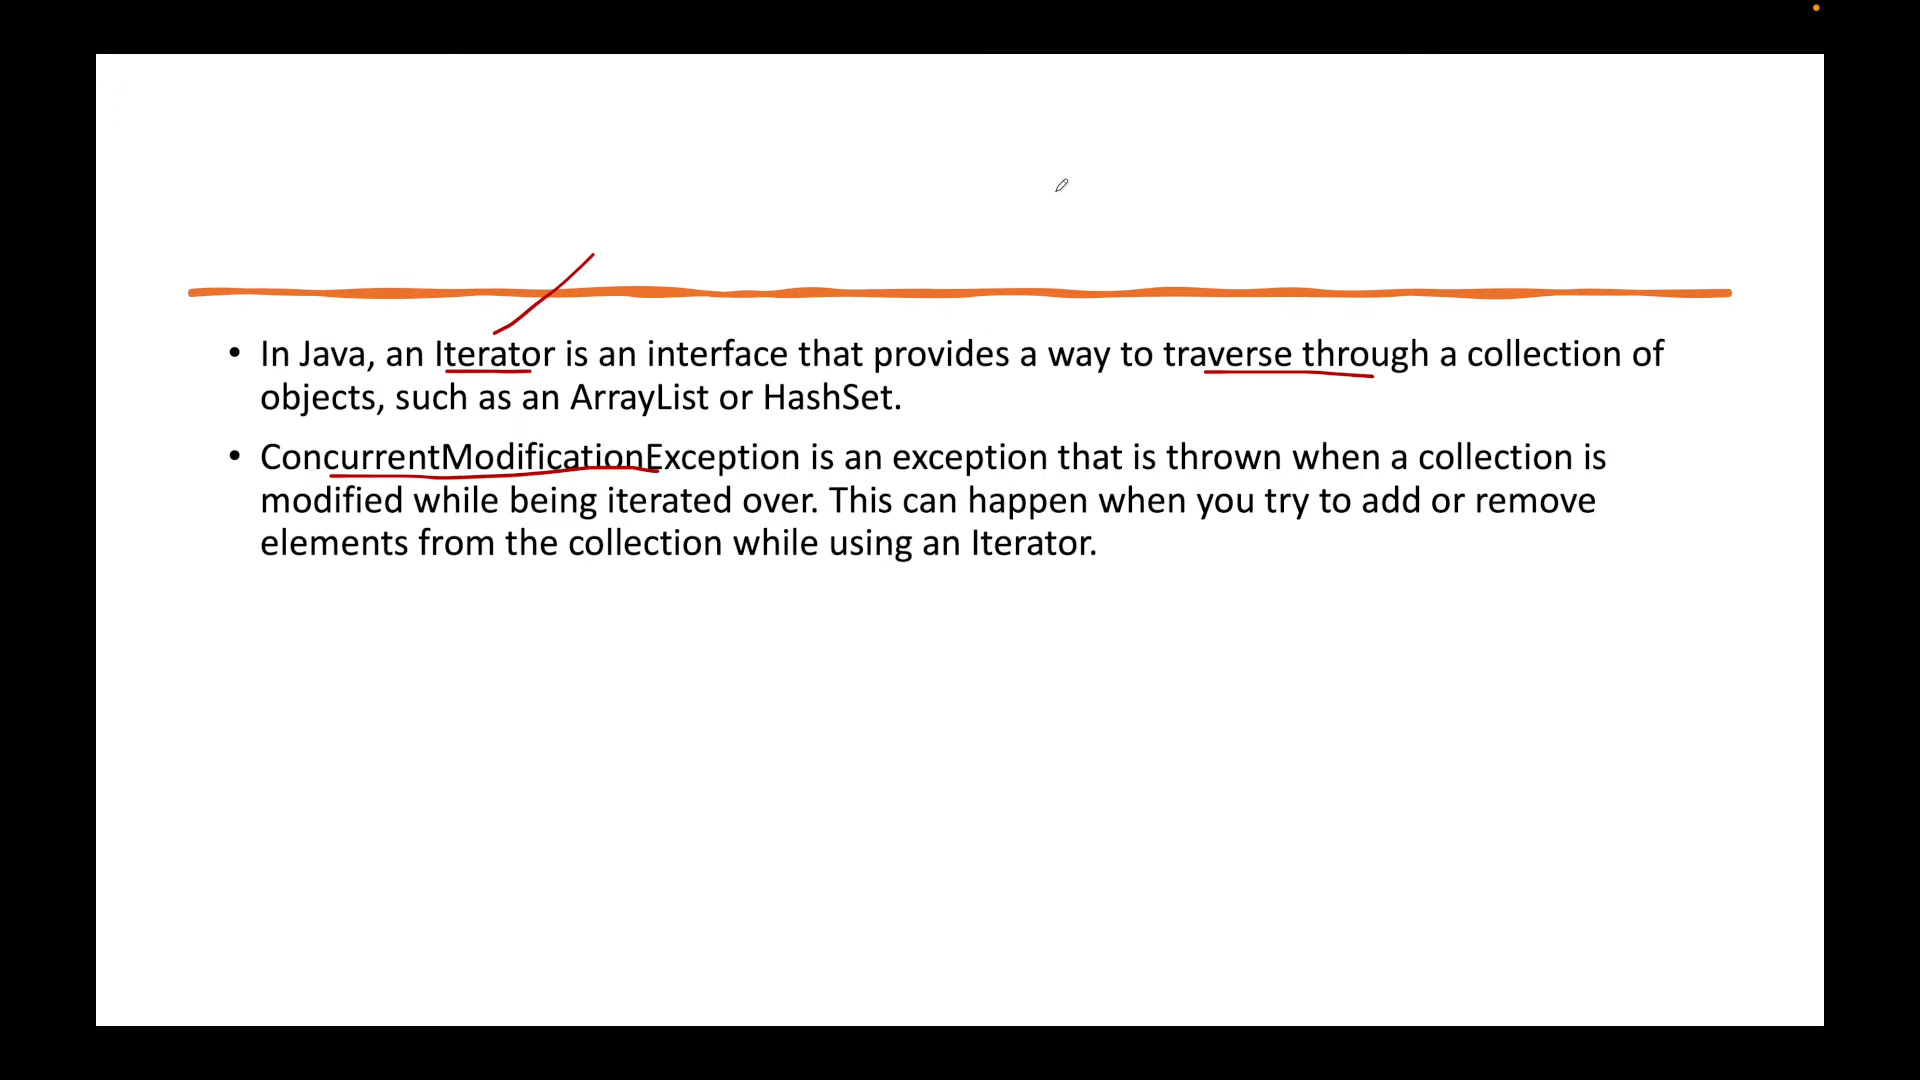 • In Java, an Iterator is an interface that provides a way to traverse through a collection of
objects, such as an ArrayList or HashSet.
• ConcurrentModificationException is an exception that is thrown when a collection is
modified while being iterated over. This can happen when you try to add or remove
elements from the collection while using an Iterator.